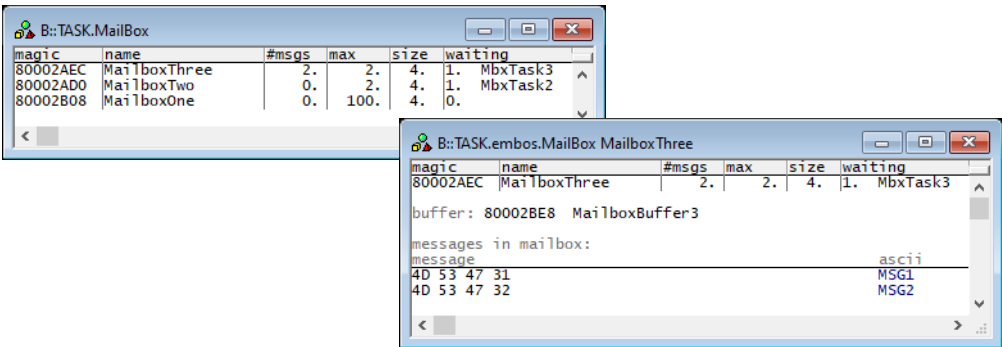 B::TASK.MailBox
magic name #msgs max size waiting
80002AEC MailboxThree 2. 2. 4. 1. MbxTask3
80002AD0 MailboxTwo 0. 2. 4. 1. MbxTask2
80002B08 MailboxOne 0. 100. 4. 0.
B::TASK.embos.MailBox MailboxThree
magic name #msgs max size waiting
80002AEC MailboxThree 2. 2. 4. 1. MbxTask3
buffer: 80002BE8 MailboxBuffer3
messages in mailbox:
message ascii
4D 53 47 31 MSG1
4D 53 47 32 MSG2